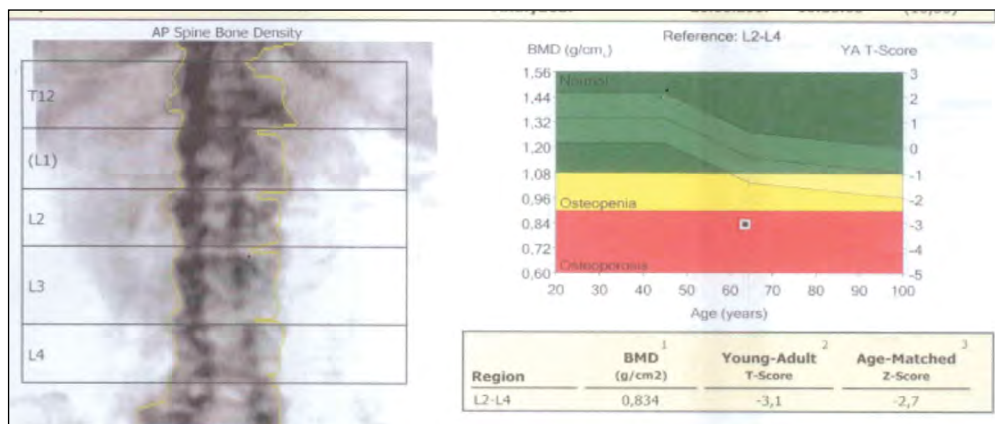 AP Spine Bone Density
T12
(L1)
L2
L3
L4
Reference: L2-L4
BMD (g/cm²)
YA T-Score
1,56
1,44
1,32
1,20
1,08
0,96
0,84
0,72
0,60
Normal
Osteopenia
Osteoporosis
3
2
1
0
-1
-2
-3
-4
-5
20 30 40 50 60 70 80 90 100
Age (years)
1 2 3
BMD Young-Adult Age-Matched
Region (g/cm2) T-Score Z-Score
L2-L4 0,834 -3,1 -2,7